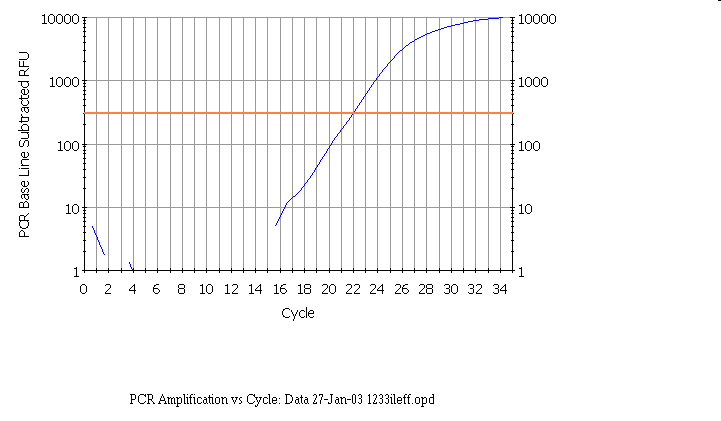 10000 10000
1000 1000
100 100
10 10
1 1
PCR Base Line Subtracted RFU
0 2 4 6 8 10 12 14 16 18 20 22 24 26 28 30 32 34
Cycle
PCR Amplification vs Cycle: Data 27-Jan-03 1233ileff.opd